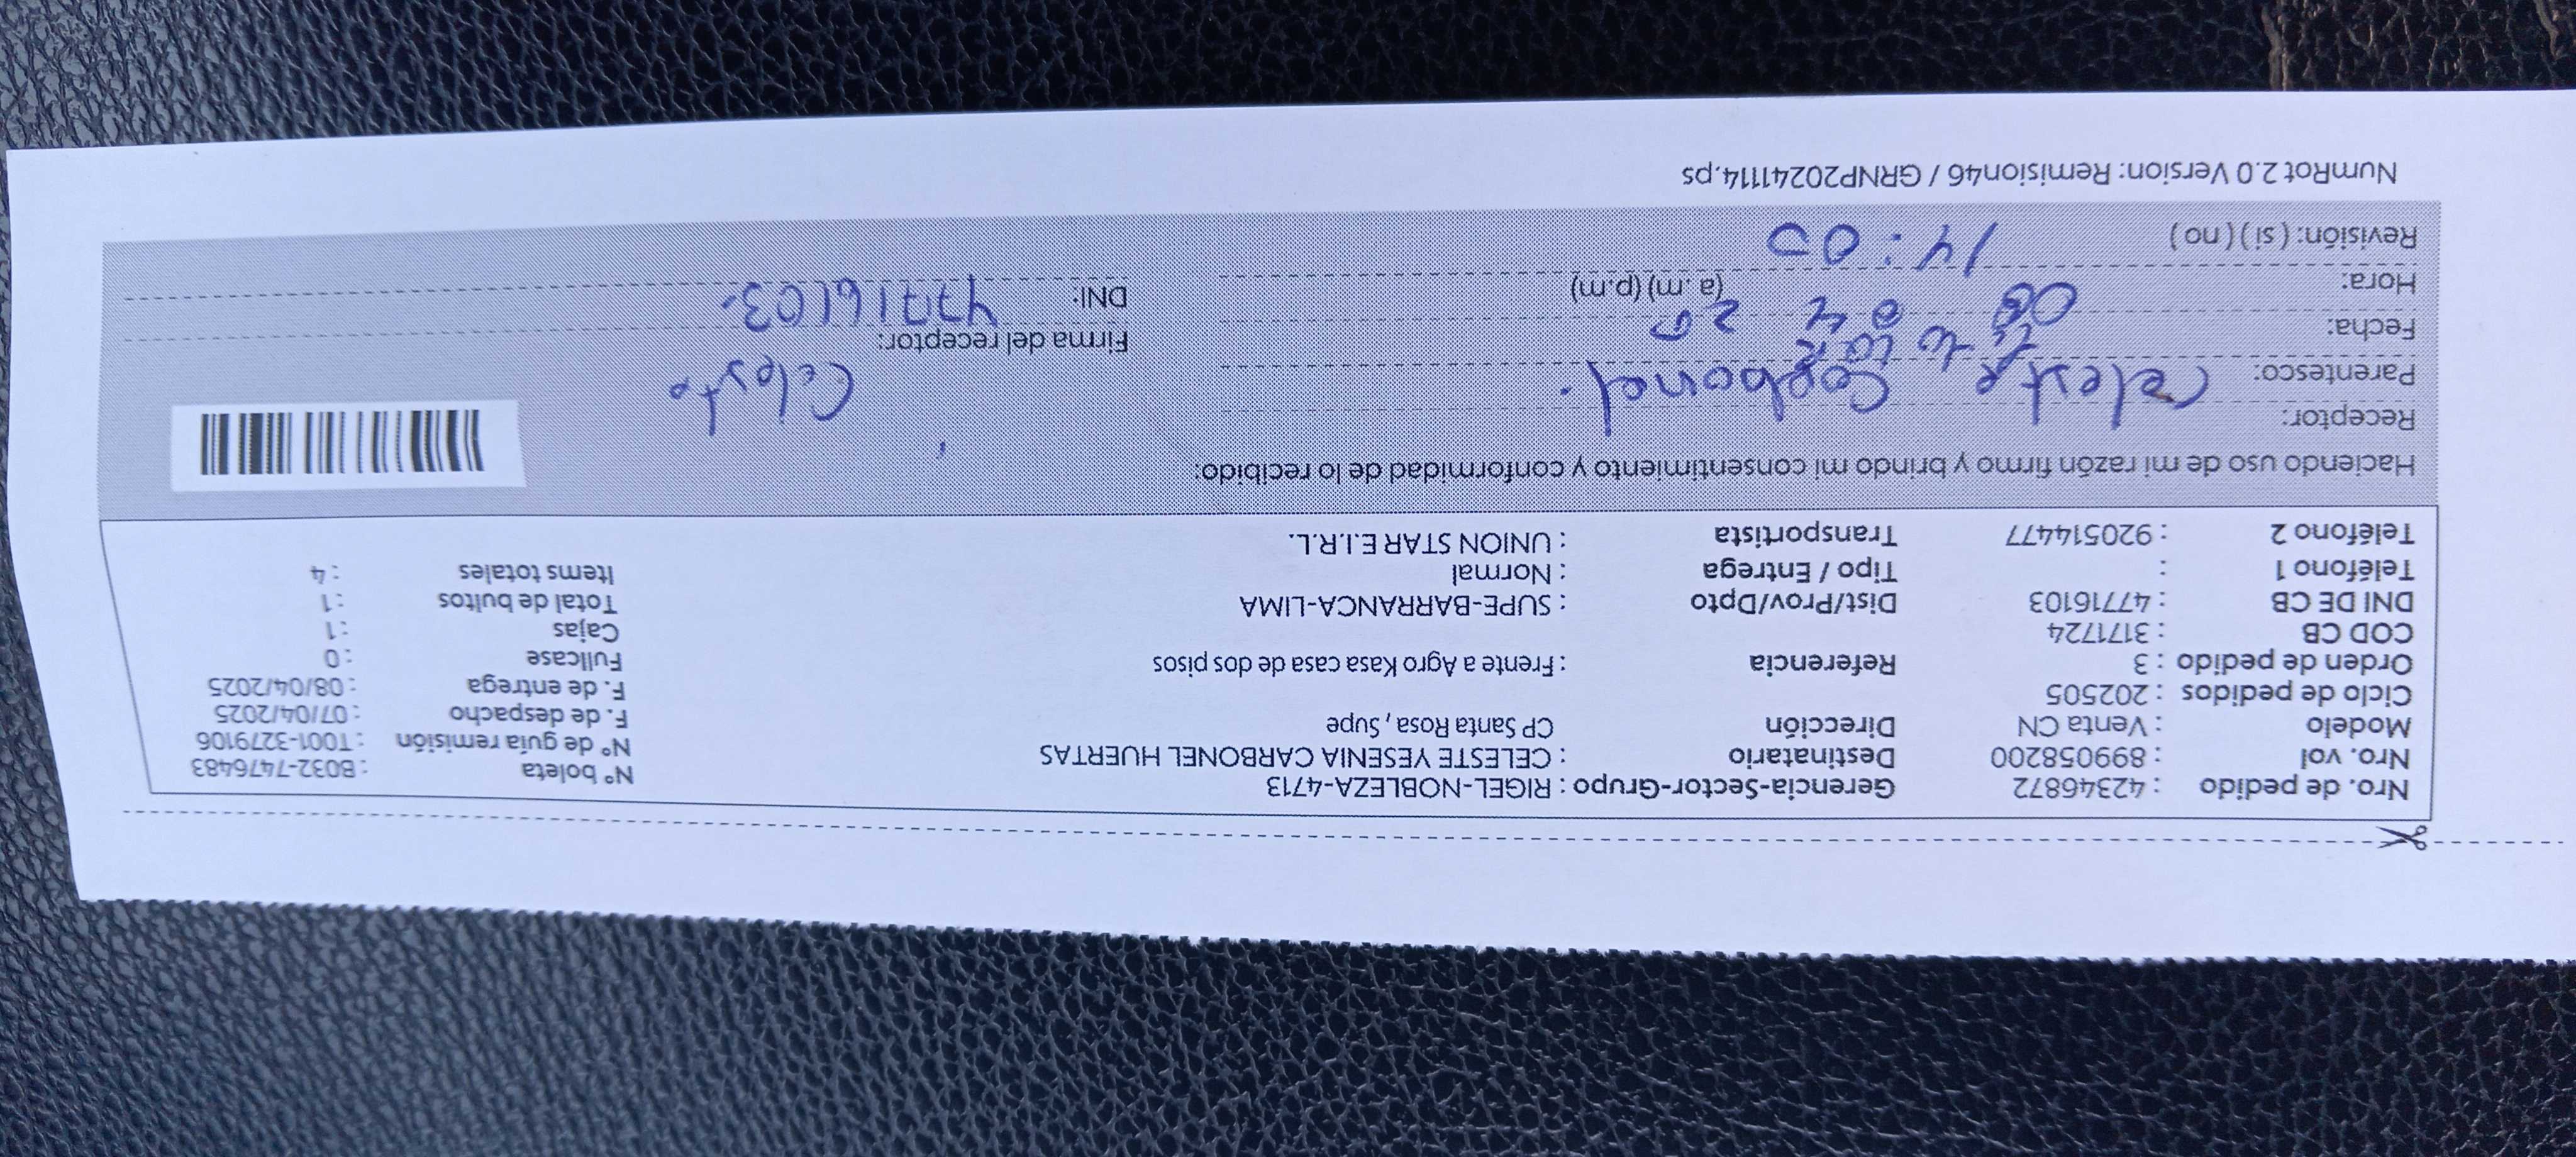 Nro. de pedido : 42346872 Gerencia-Sector-Grupo : RIGEL-NOBLEZA-4713 N° boleta : B032-7476483
Nro. vol : 899058200 Destinatario : CELESTE YESENIA CARBONEL HUERTAS N° de guía remisión : T001-3279106
Modelo : Venta CN Dirección CP Santa Rosa , Supe F. de despacho : 07/04/2025
Ciclo de pedidos : 202505 F. de entrega : 08/04/2025
Orden de pedido : 3 Referencia : Frente a Agro Kasa casa de dos pisos Fullcase : 0
COD CB : 3171724 Cajas : 1
DNI DE CB : 47716103 Dist/Prov/Dpto : SUPE-BARRANCA-LIMA Total de bultos : 1
Teléfono 1 : Tipo / Entrega : Normal Items totales : 4
Teléfono 2 : 920514477 Transportista : UNION STAR E.I.R.L.
Haciendo uso de mi razón firmo y brindo mi consentimiento y conformidad de lo recibido:
Receptor: Celeste Carbonel.
Parentesco: Titular Celeste
Fecha: 08 04 25 Firma del receptor:
Hora: (a.m) (p.m) DNI: 47716103.
Revisión: ( si ) ( no ) 14:00
NumRot 2.0 Version: Remision46 / GRNP20241114.ps